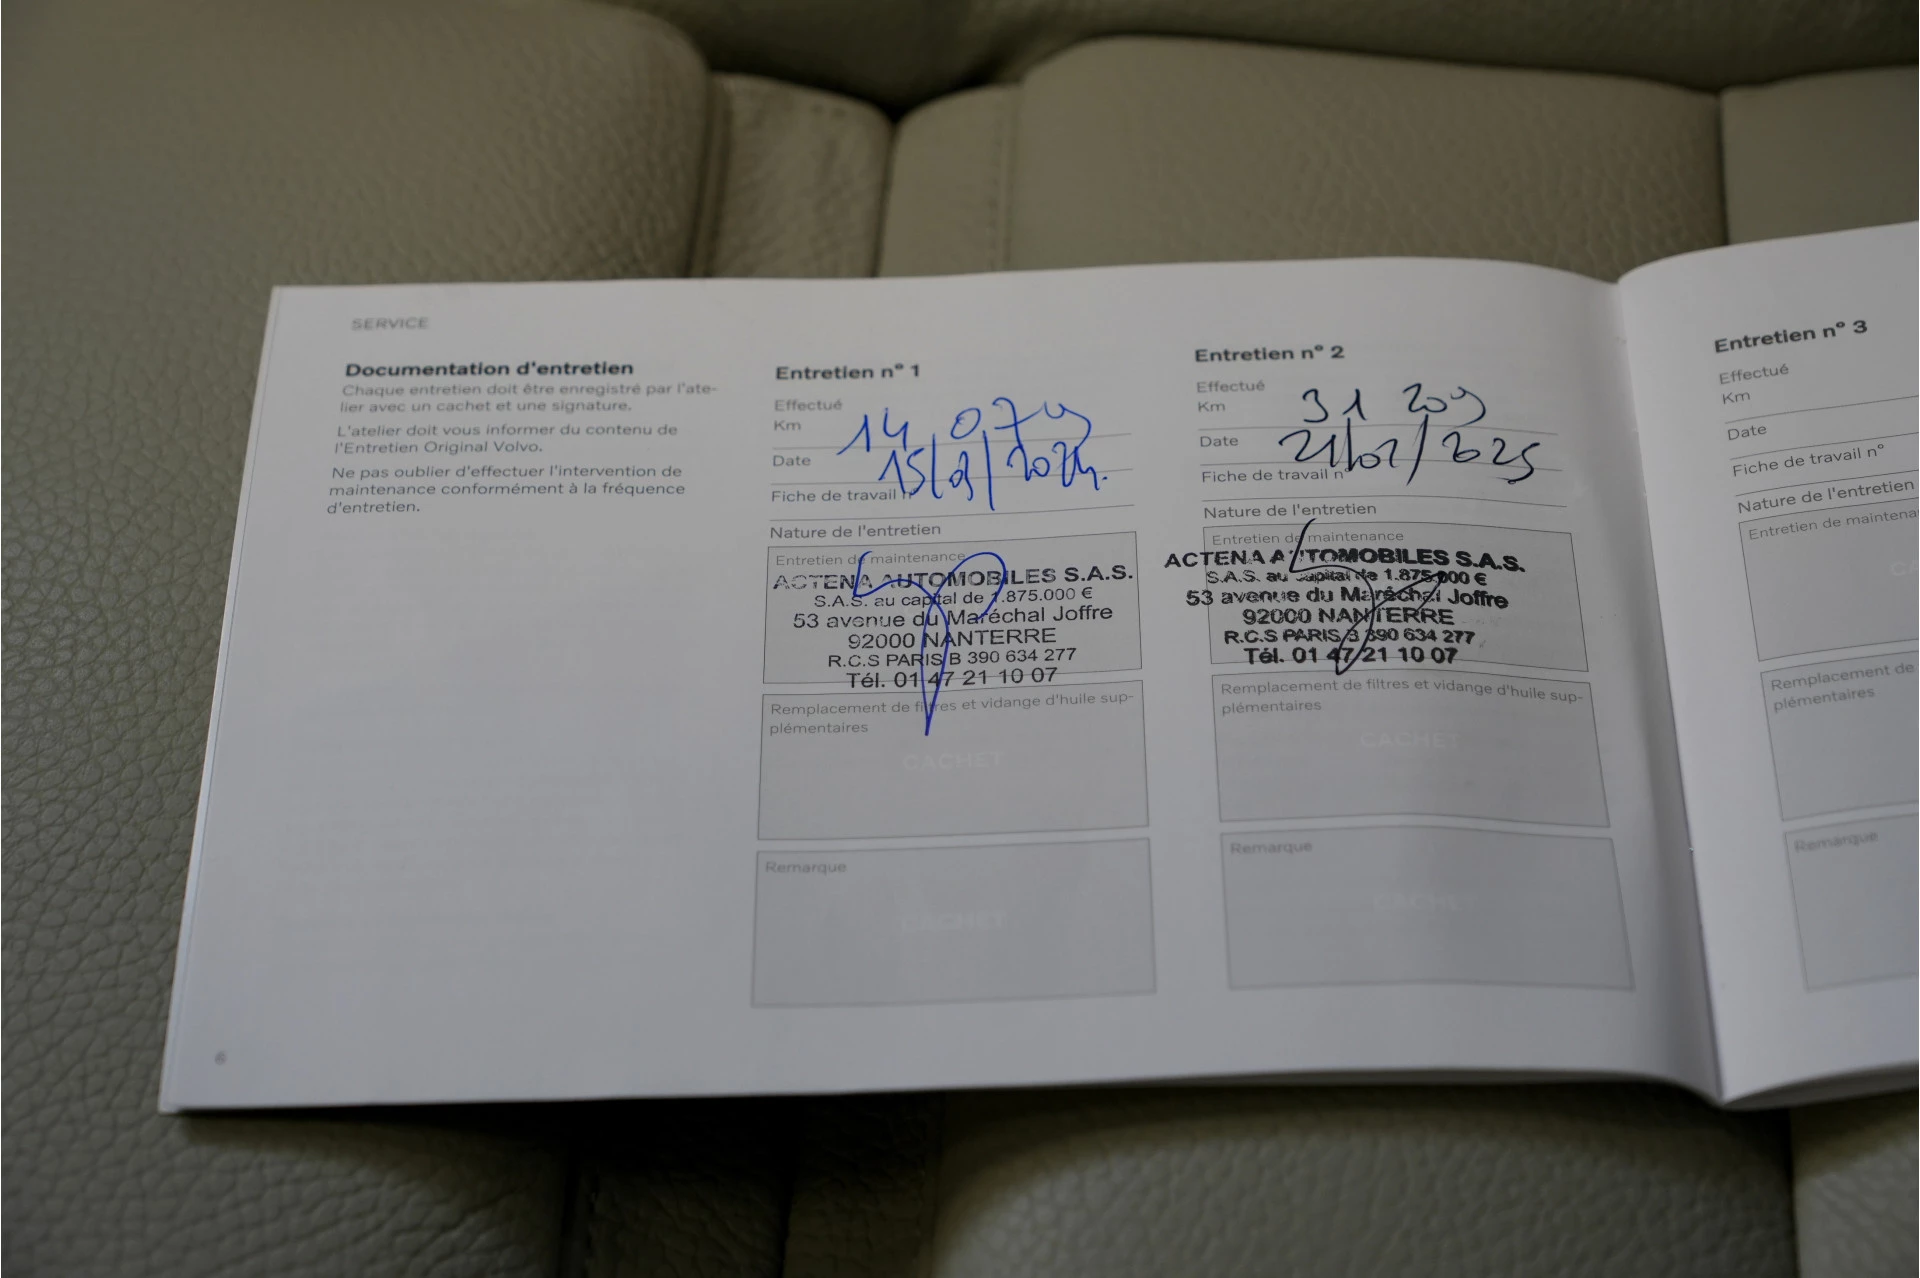 SERVICE
Documentation d'entretien
Chaque entretien doit être enregistré par l'ate-
lier avec un cachet et une signature.
L'atelier doit vous informer du contenu de
l'Entretien Original Volvo.
Ne pas oublier d'effectuer l'intervention de
maintenance conformément à la fréquence
d'entretien.
6
Entretien n° 1
Effectué
Km 14 074
Date
Fiche de travail n°
Nature de l'entretien
Entretien de maintenance
ACTENA AUTOMOBILES S.A.S.
S.A.S. au capital de 1.875.000 €
53 avenue du Maréchal Joffre
92000 NANTERRE
R.C.S PARIS B 390 634 277
Tél. 01 47 21 10 07
Remplacement de filtres et vidange d'huile sup-
plémentaires
CACHET
Remarque
CACHET
Entretien n° 2
Effectué
Km 31 209
Date 21/02/2025
Fiche de travail n°
Nature de l'entretien
Entretien de maintenance
ACTENA AUTOMOBILES S.A.S.
S.A.S. au capital de 1.875.000 €
53 avenue du Maréchal Joffre
92000 NANTERRE
R.C.S PARIS B 390 634 277
Tél. 01 47 21 10 07
Remplacement de filtres et vidange d'huile sup-
plémentaires
CACHET
Remarque
CACHET
Entretien n° 3
Effectué
Km
Date
Fiche de travail n°
Nature de l'entretien
Entretien de maintena
CA
Remplacement de
plémentaires
Remarque